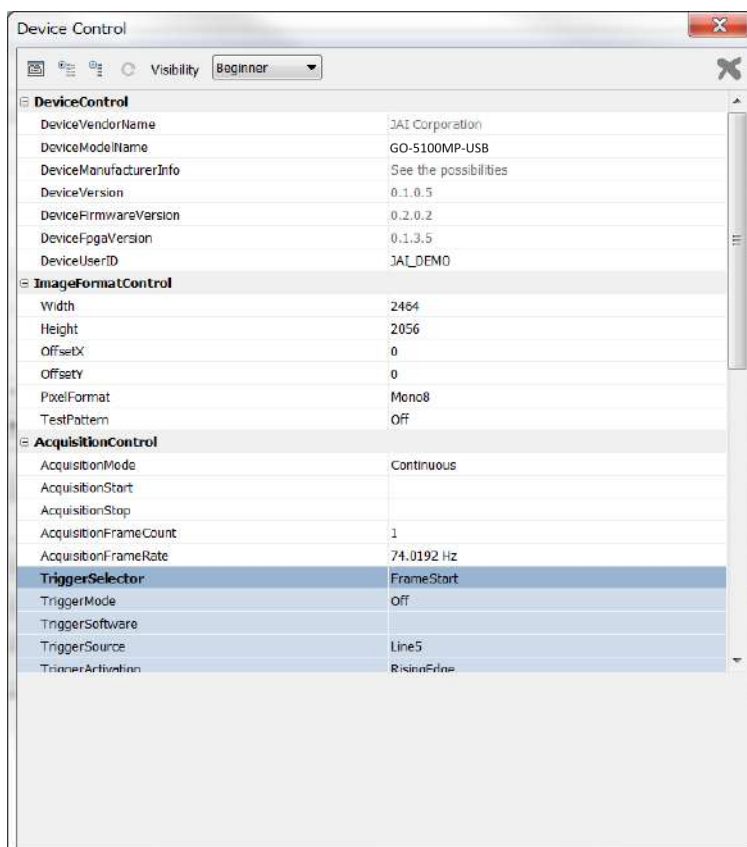 Device Control
Visibility Beginner
DeviceControl
DeviceVendorName JAI Corporation
DeviceModelName GO-5100MP-USB
DeviceManufacturerInfo See the possibilities
DeviceVersion 0.1.0.5
DeviceFirmwareVersion 0.2.0.2
DeviceFpgaVersion 0.1.3.5
DeviceUserID JAI_DEMO
ImageFormatControl
Width 2464
Height 2056
OffsetX 0
OffsetY 0
PixelFormat Mono8
TestPattern Off
AcquisitionControl
AcquisitionMode Continuous
AcquisitionStart
AcquisitionStop
AcquisitionFrameCount 1
AcquisitionFrameRate 74.0192 Hz
TriggerSelector FrameStart
TriggerMode Off
TriggerSoftware
TriggerSource Line5
TriggerActivation RisingEdge